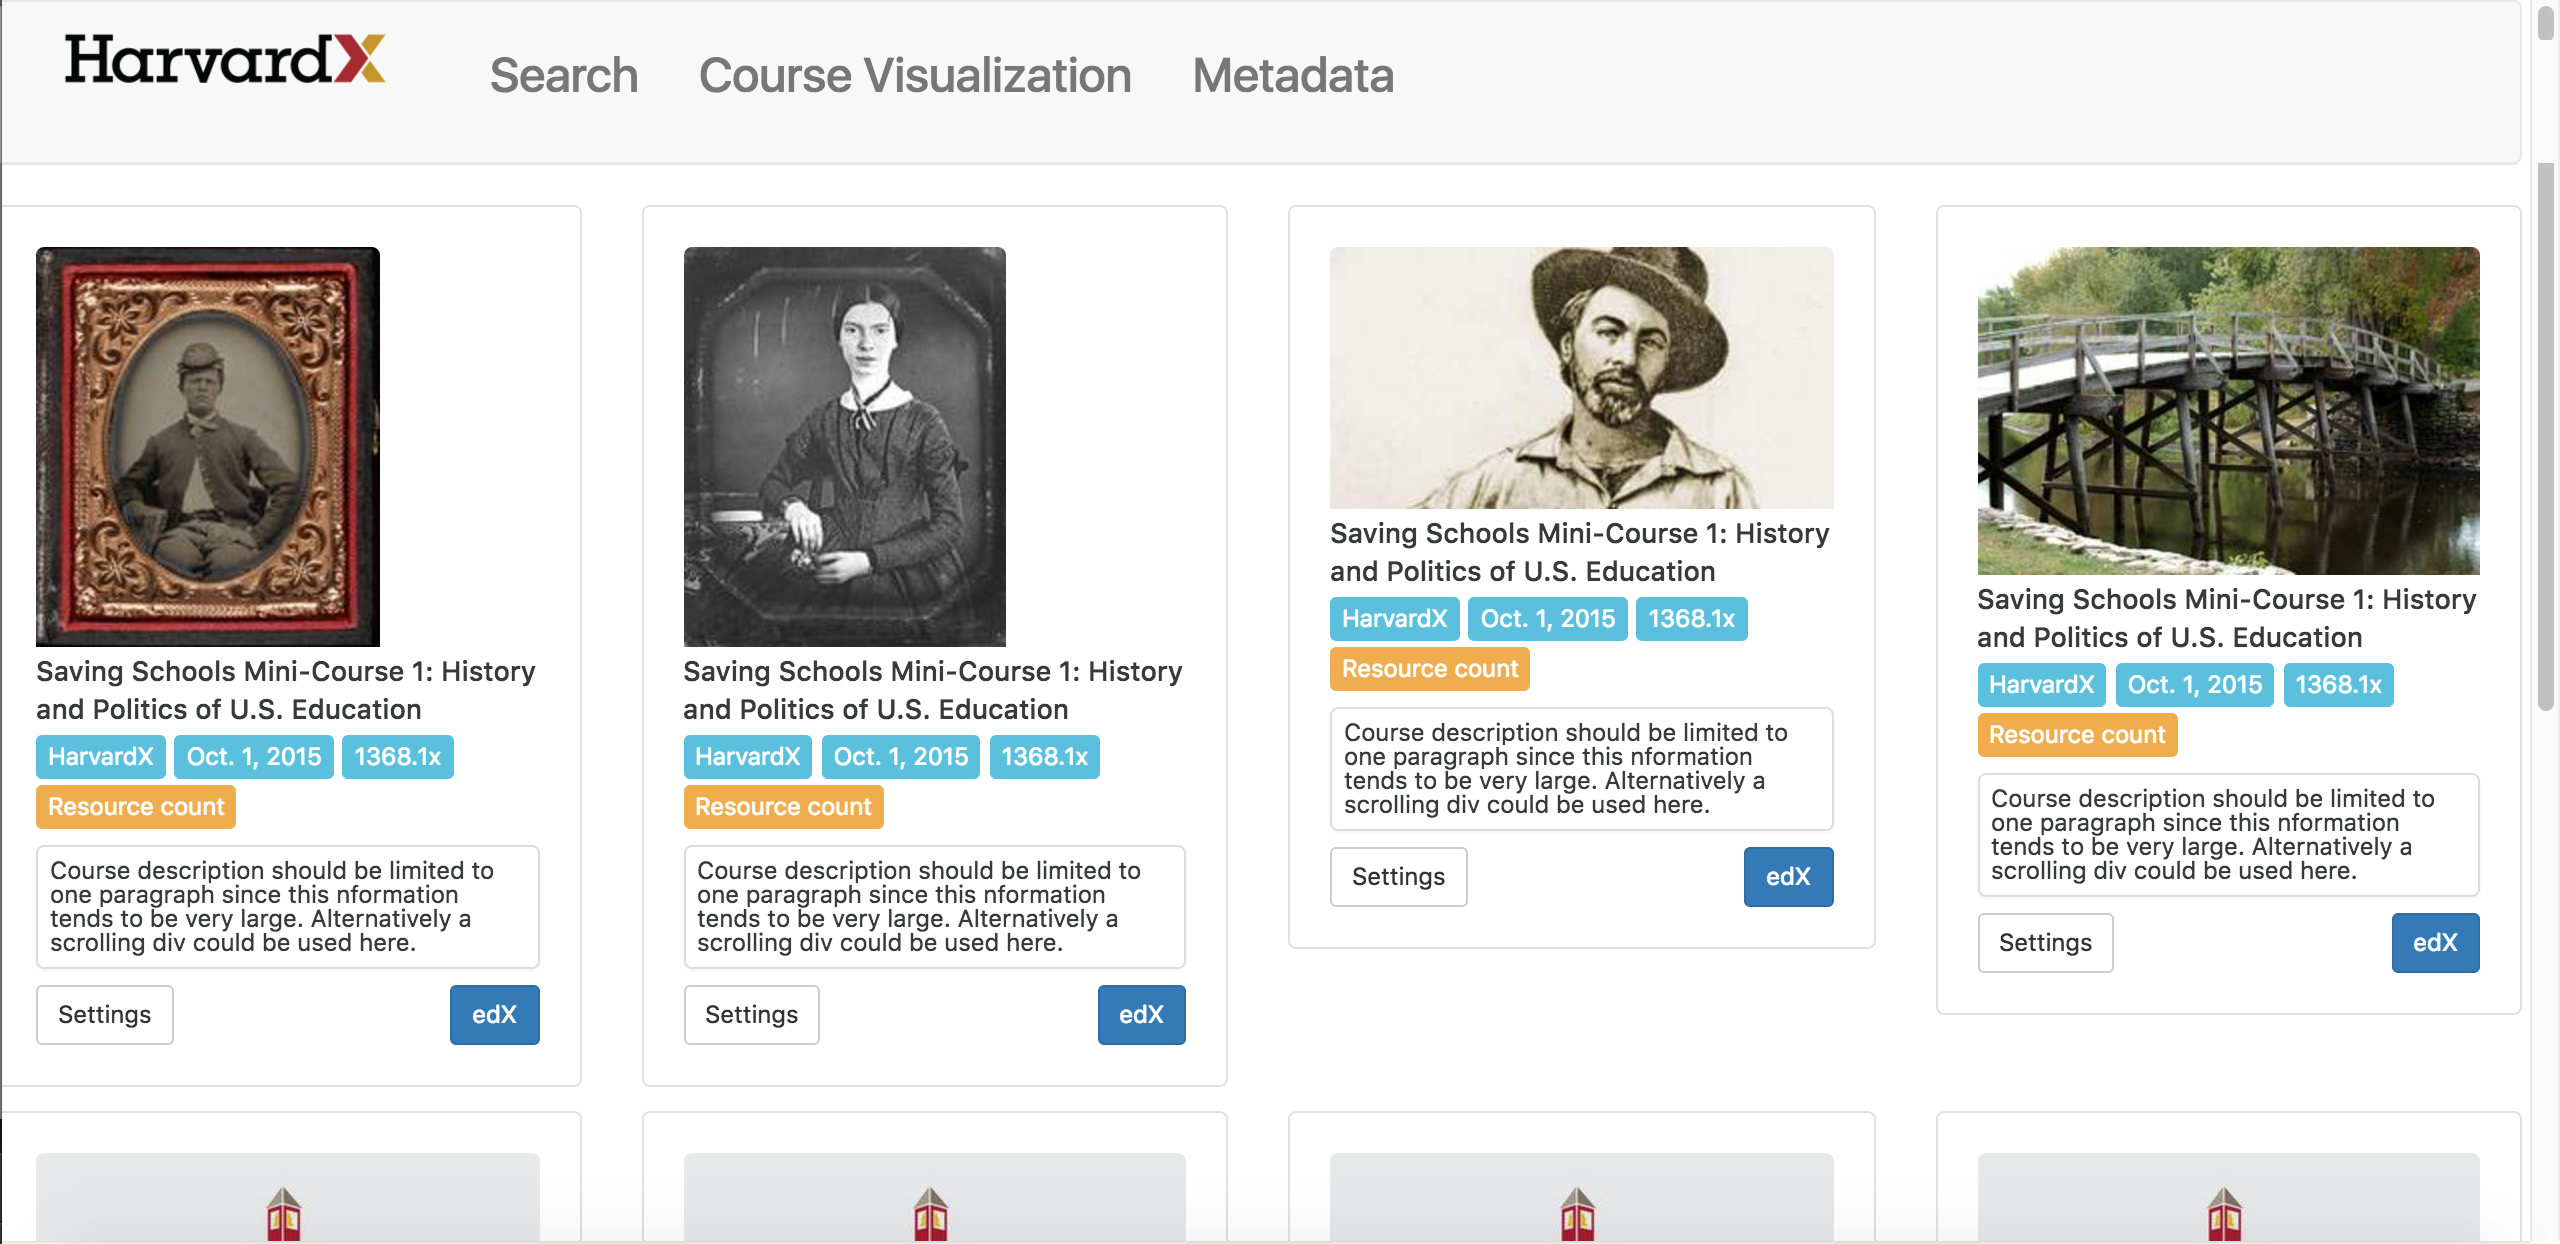 HarvardX
Search Course Visualization Metadata
Saving Schools Mini-Course 1: History
and Politics of U.S. Education
HarvardX Oct. 1, 2015 1368.1x
Resource count
Course description should be limited to
one paragraph since this nformation
tends to be very large. Alternatively a
scrolling div could be used here.
Settings edX
Saving Schools Mini-Course 1: History
and Politics of U.S. Education
HarvardX Oct. 1, 2015 1368.1x
Resource count
Course description should be limited to
one paragraph since this nformation
tends to be very large. Alternatively a
scrolling div could be used here.
Settings edX
Saving Schools Mini-Course 1: History
and Politics of U.S. Education
HarvardX Oct. 1, 2015 1368.1x
Resource count
Course description should be limited to
one paragraph since this nformation
tends to be very large. Alternatively a
scrolling div could be used here.
Settings edX
Saving Schools Mini-Course 1: History
and Politics of U.S. Education
HarvardX Oct. 1, 2015 1368.1x
Resource count
Course description should be limited to
one paragraph since this nformation
tends to be very large. Alternatively a
scrolling div could be used here.
Settings edX